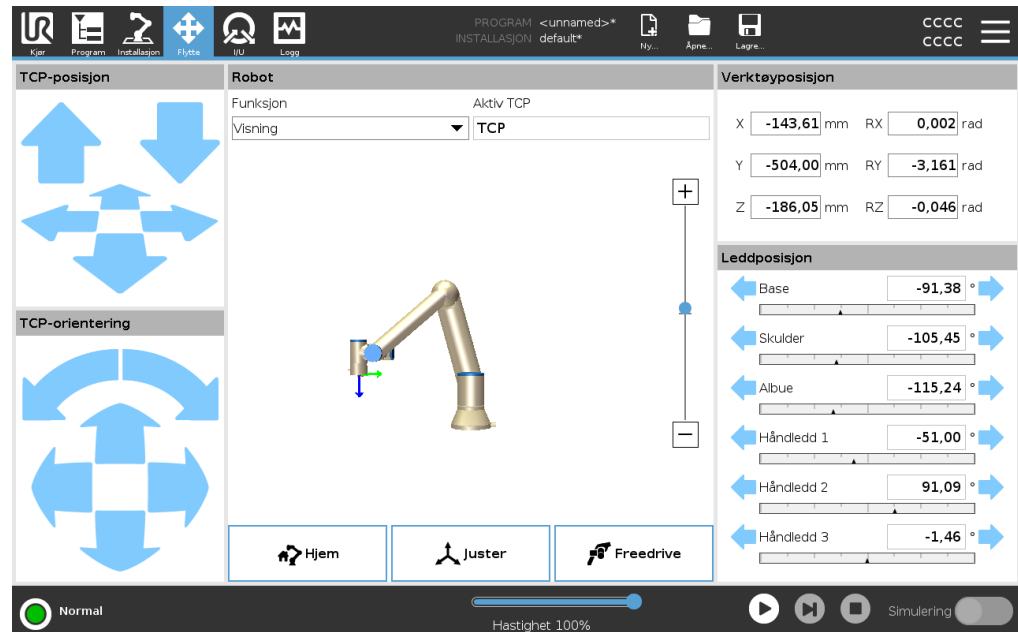 PROGRAM <unnamed>*
INSTALLASJON default*
CCCC
CCCC
Kjør Program Installasjon Flytte I/U Logg Ny... Åpne... Lagre...
TCP-posisjon
Robot
Funksjon Aktiv TCP
Visning TCP
Verktøyposisjon
X -143,61 mm RX 0,002 rad
Y -504,00 mm RY -3,161 rad
Z -186,05 mm RZ -0,046 rad
Leddposisjon
Base -91,38 °
Skulder -105,45 °
Albue -115,24 °
Håndledd 1 -51,00 °
Håndledd 2 91,09 °
Håndledd 3 -1,46 °
TCP-orientering
Hjem Juster Freedrive
Normal
Hastighet 100%
Simulering